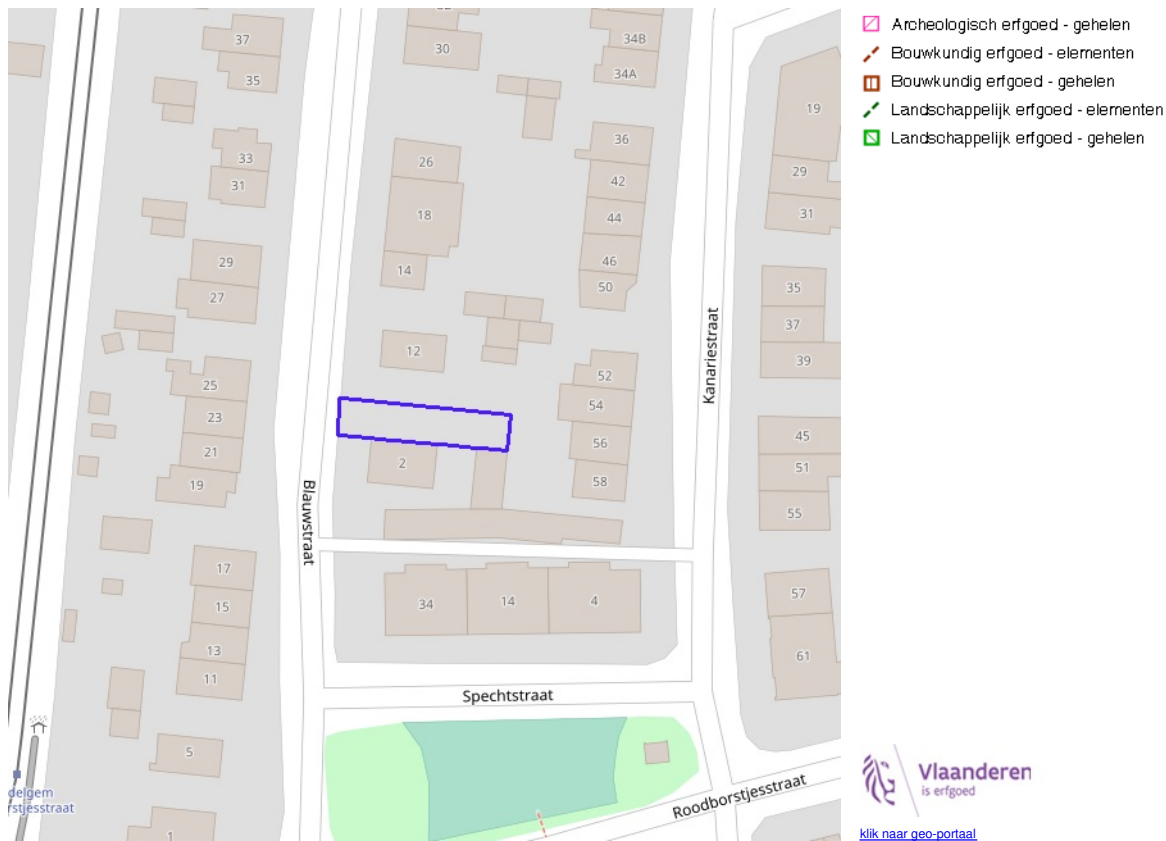 Archeologisch erfgoed - gehelen
Bouwkundig erfgoed - elementen
Bouwkundig erfgoed - gehelen
Landschappelijk erfgoed - elementen
Landschappelijk erfgoed - gehelen
37
35
30
34B
34A
19
33
31
26
36
42
29
31
18
44
29
27
14
46
50
35
37
39
12
52
54
25
23
21
19
2
56
58
45
51
55
Kanariestraat
Blauwstraat
17
15
13
11
34
14
4
57
61
Spechtstraat
5
1
Roodborstjesstraat
delgem
rstjesstraat
Vlaanderen
is erfgoed
klik naar geo-portaal